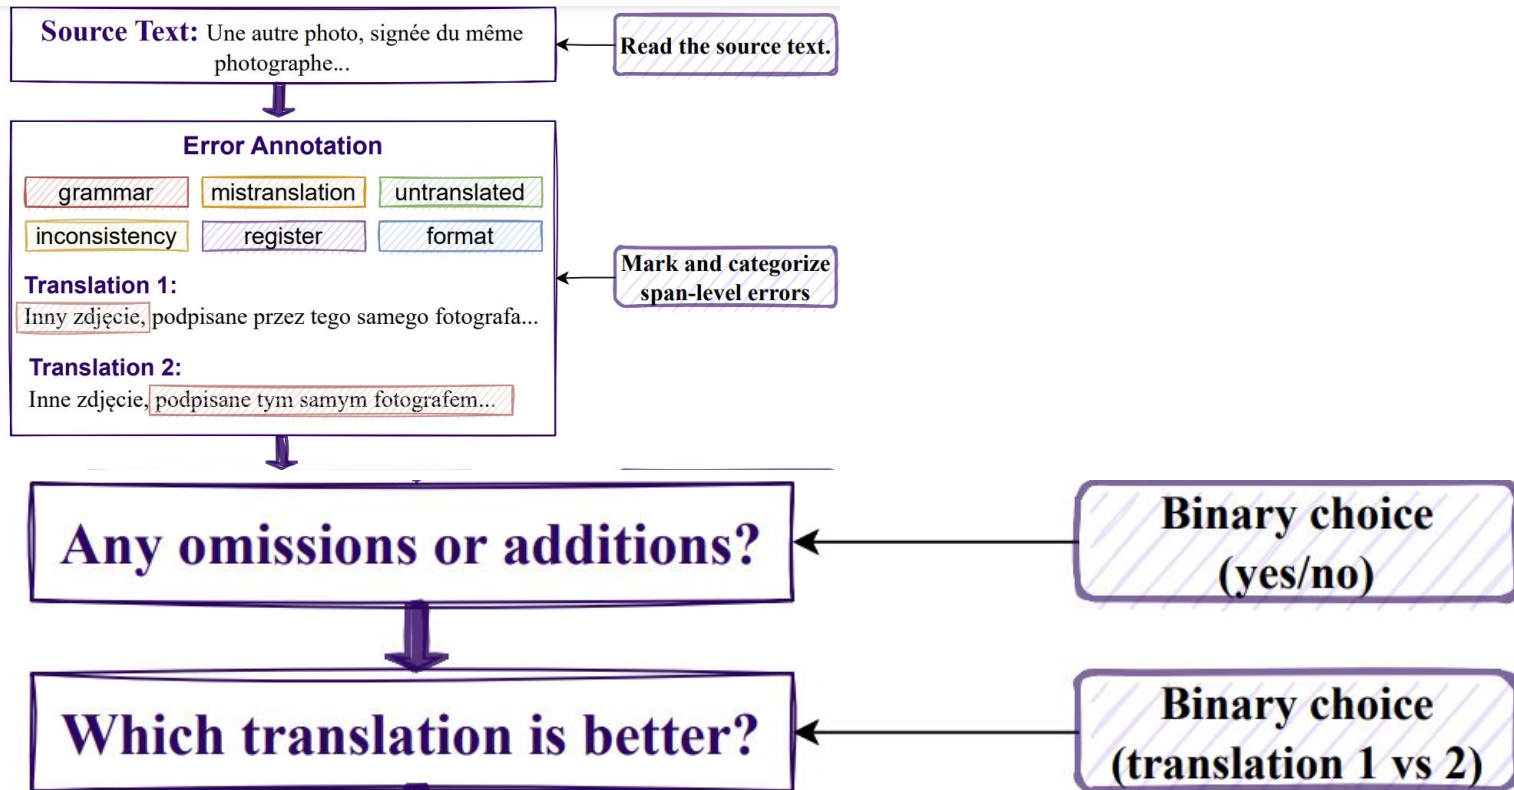 Source Text: Une autre photo, signée du même
photographe...
Read the source text.
Error Annotation
grammar
mistranslation
untranslated
inconsistency
register
format
Translation 1:
Inny zdjęcie, podpisane przez tego samego fotografa...
Mark and categorize
span-level errors
Translation 2:
Inne zdjęcie, podpisane tym samym fotografem...
Any omissions or additions?
Binary choice
(yes/no)
Which translation is better?
Binary choice
(translation 1 vs 2)